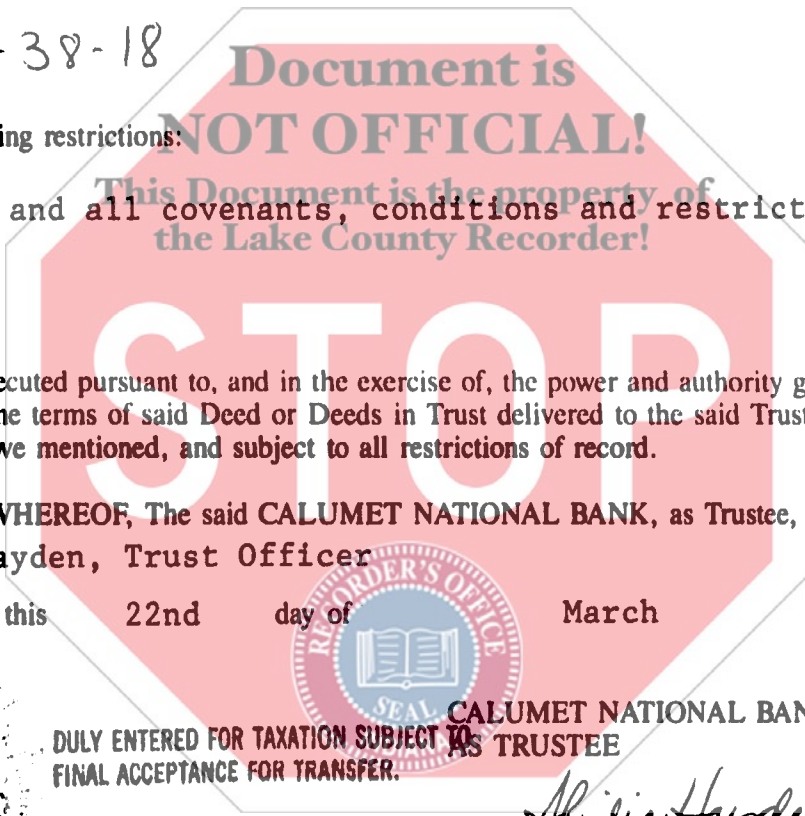 38-18
Document is
NOT OFFICIAL!
ing restrictions:
This Document is the property of
and all covenants, conditions and restrict
the Lake County Recorder!
STOP
ecuted pursuant to, and in the exercise of, the power and authority g
e terms of said Deed or Deeds in Trust delivered to the said Trust
ve mentioned, and subject to all restrictions of record.
WHEREOF, The said CALUMET NATIONAL BANK, as Trustee,
ayden, Trust Officer
this 22nd day of March
RECORDER'S OFFICE
SEAL
INDIANA
CALUMET NATIONAL BAN
DULY ENTERED FOR TAXATION SUBJECT TO
AS TRUSTEE
FINAL ACCEPTANCE FOR TRANSFER.